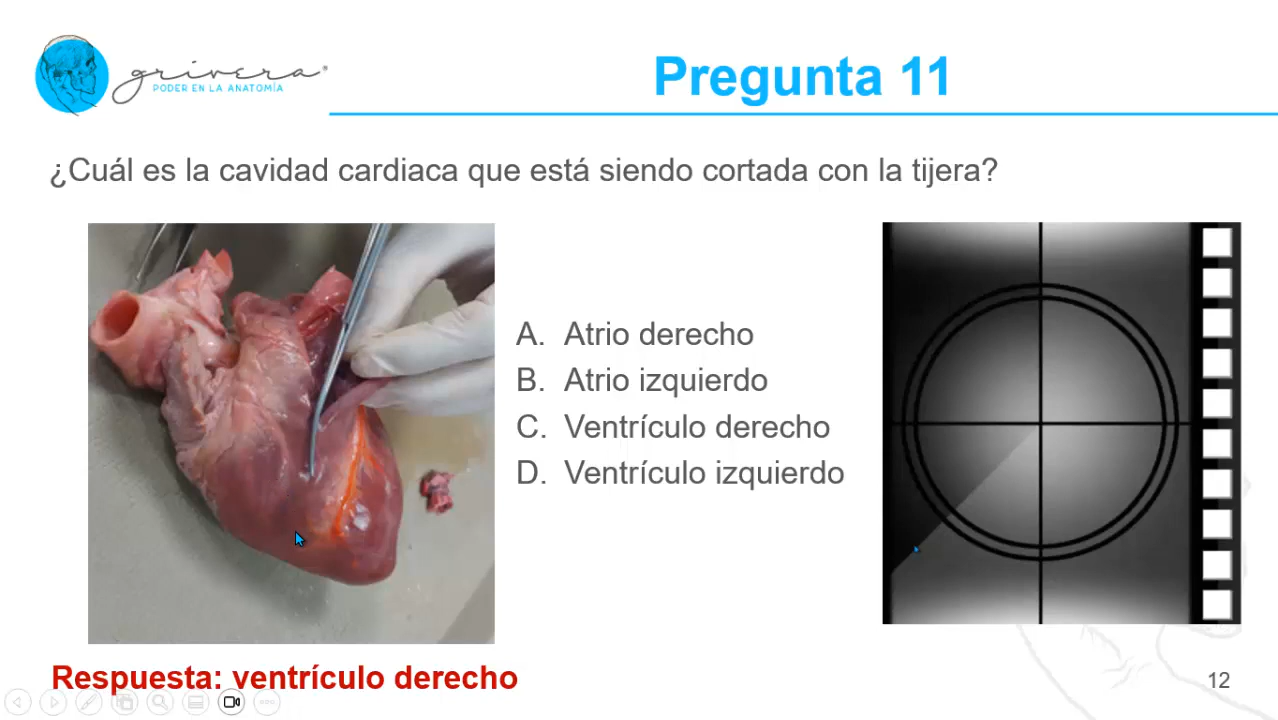 grivera
PODER EN LA ANATOMÍA
Pregunta 11
¿Cuál es la cavidad cardiaca que está siendo cortada con la tijera?
A. Atrio derecho
B. Atrio izquierdo
C. Ventrículo derecho
D. Ventrículo izquierdo
Respuesta: ventrículo derecho
12